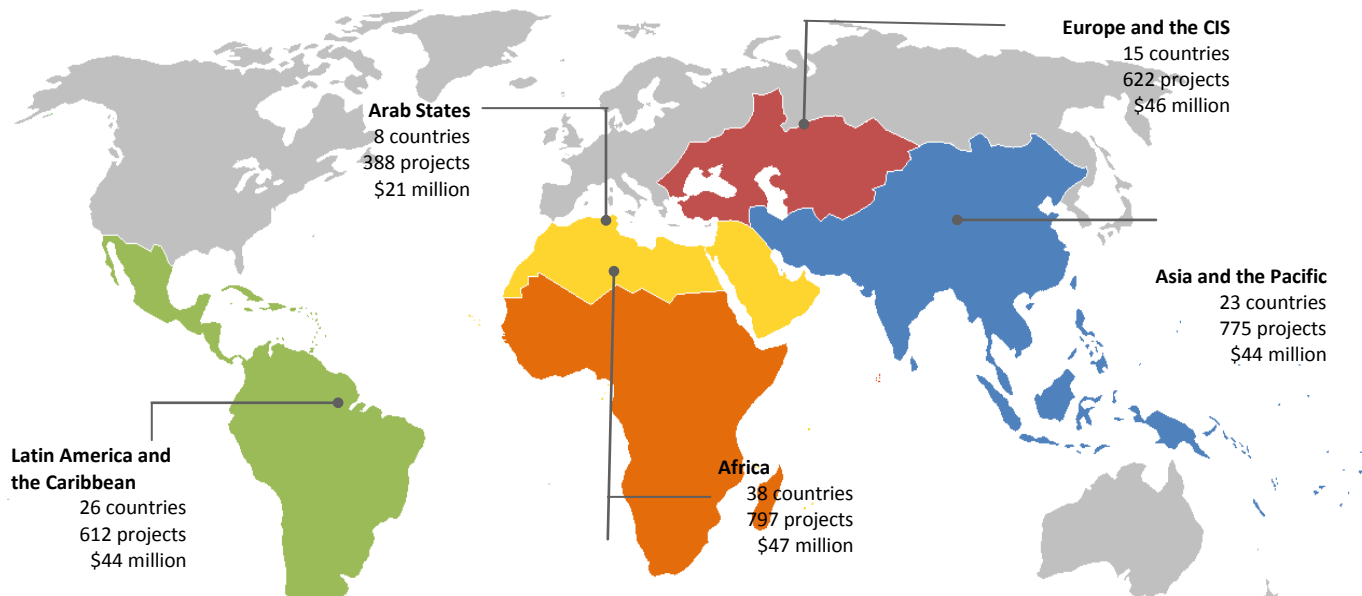 Europe and the CIS
15 countries
622 projects
$46 million
Arab States
8 countries
388 projects
$21 million
Asia and the Pacific
23 countries
775 projects
$44 million
Latin America and
the Caribbean
26 countries
612 projects
$44 million
Africa
38 countries
797 projects
$47 million